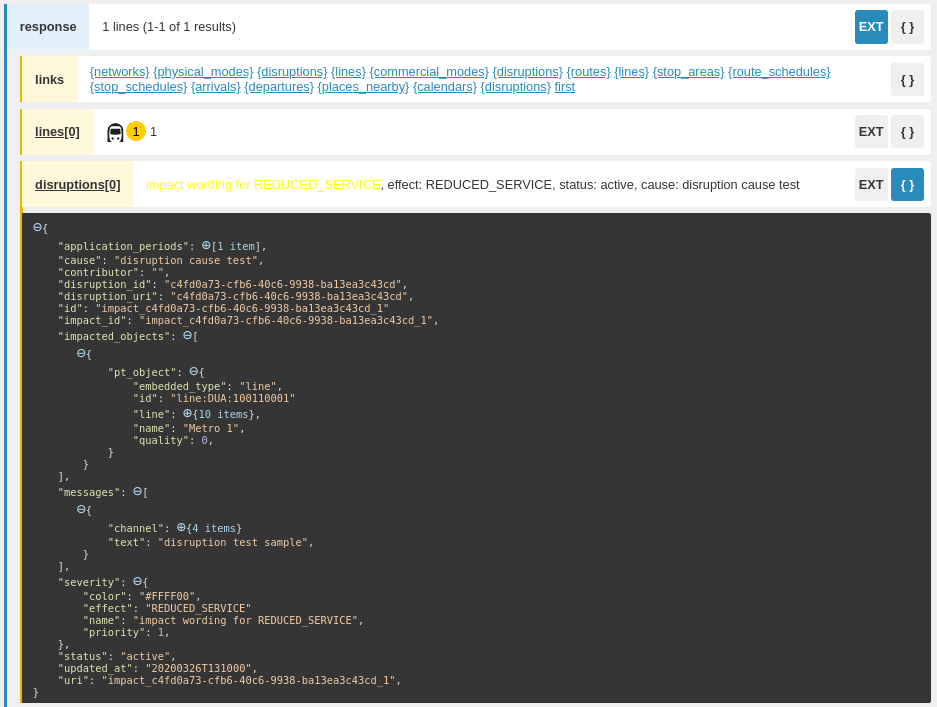 response 1 lines (1-1 of 1 results) EXT { }
links {networks} {physical_modes} {disruptions} {lines} {commercial_modes} {disruptions} {routes} {lines} {stop_areas} {route_schedules}
{stop_schedules} {arrivals} {departures} {places_nearby} {calendars} {disruptions} first { }
lines[0] 1 1 EXT { }
disruptions[0] impact wording for REDUCED_SERVICE, effect: REDUCED_SERVICE, status: active, cause: disruption cause test EXT { }
⊖{
"application_periods": ⊕[1 item],
"cause": "disruption cause test",
"contributor": "",
"disruption_id": "c4fd0a73-cfb6-40c6-9938-ba13ea3c43cd",
"disruption_uri": "c4fd0a73-cfb6-40c6-9938-ba13ea3c43cd",
"id": "impact_c4fd0a73-cfb6-40c6-9938-ba13ea3c43cd_1"
"impact_id": "impact_c4fd0a73-cfb6-40c6-9938-ba13ea3c43cd_1",
"impacted_objects": ⊖[
⊖{
"pt_object": ⊖{
"embedded_type": "line",
"id": "line:DUA:100110001"
"line": ⊕{10 items},
"name": "Metro 1",
"quality": 0,
}
}
],
"messages": ⊖[
⊖{
"channel": ⊕{4 items}
"text": "disruption test sample",
}
],
"severity": ⊖{
"color": "#FFFF00",
"effect": "REDUCED_SERVICE"
"name": "impact wording for REDUCED_SERVICE",
"priority": 1,
},
"status": "active",
"updated_at": "20200326T131000",
"uri": "impact_c4fd0a73-cfb6-40c6-9938-ba13ea3c43cd_1",
}